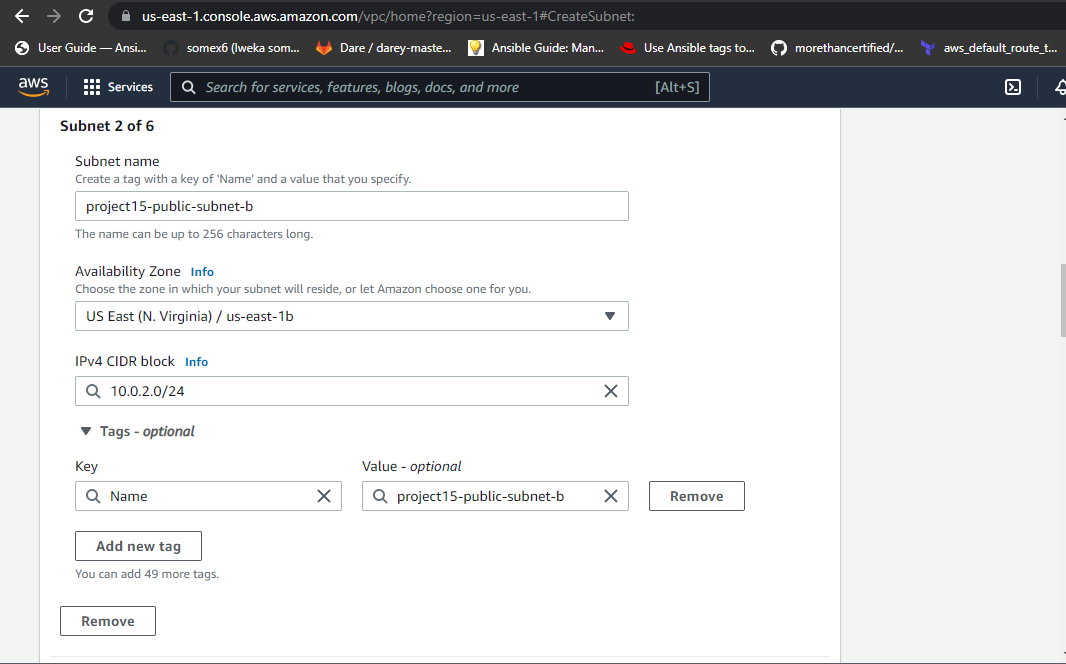 us-east-1.console.aws.amazon.com/vpc/home?region=us-east-1#CreateSubnet:
User Guide — Ansi... somex6 (lweka som... Dare / darey-maste... Ansible Guide: Man... Use Ansible tags to... morethancertified/... aws_default_route_t...
aws Services Search for services, features, blogs, docs, and more [Alt+S]
Subnet 2 of 6
Subnet name
Create a tag with a key of 'Name' and a value that you specify.
project15-public-subnet-b
The name can be up to 256 characters long.
Availability Zone Info
Choose the zone in which your subnet will reside, or let Amazon choose one for you.
US East (N. Virginia) / us-east-1b
IPv4 CIDR block Info
10.0.2.0/24
Tags - optional
Key Value - optional
Name project15-public-subnet-b Remove
Add new tag
You can add 49 more tags.
Remove